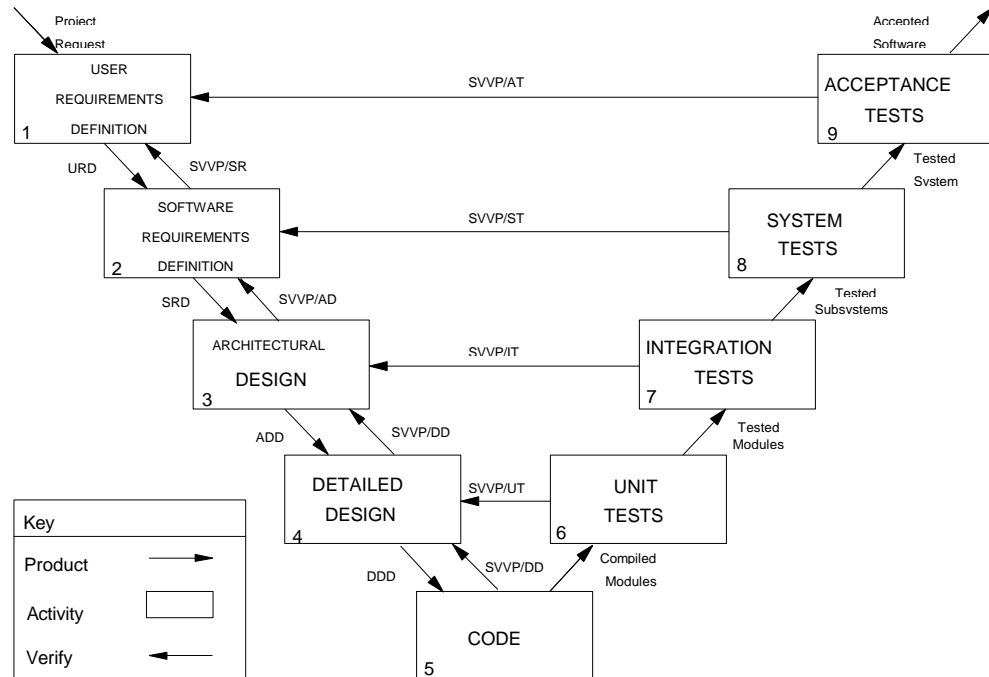 Project
Request
Accepted
Software
USER
REQUIREMENTS
DEFINITION
1
SVVP/AT
ACCEPTANCE
TESTS
9
URD
SVVP/SR
Tested
System
SOFTWARE
REQUIREMENTS
DEFINITION
2
SVVP/ST
SYSTEM
TESTS
8
SRD
SVVP/AD
Tested
Subsystems
ARCHITECTURAL
DESIGN
3
SVVP/IT
INTEGRATION
TESTS
7
ADD
SVVP/DD
Tested
Modules
DETAILED
DESIGN
4
SVVP/UT
UNIT
TESTS
6
DDD
SVVP/DD
Compiled
Modules
CODE
5
Key
Product
Activity
Verify